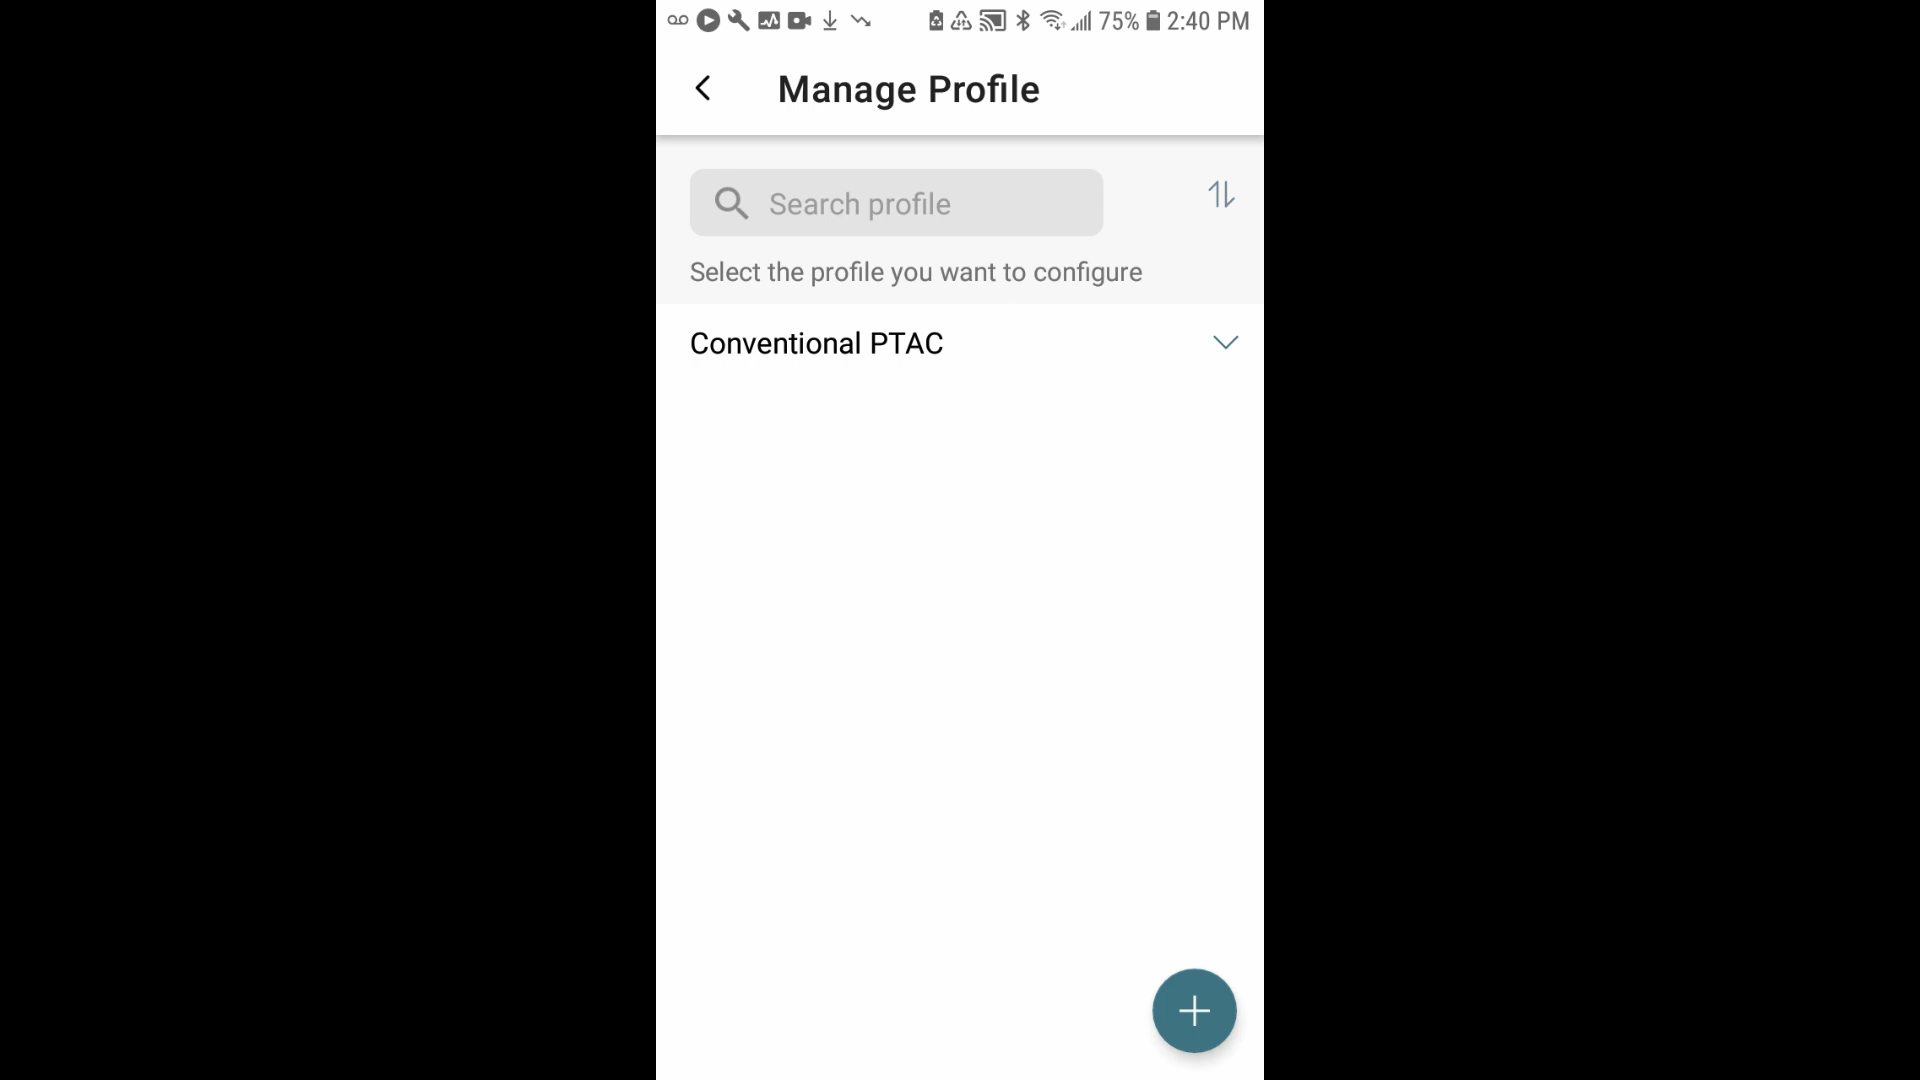 75% 2:40 PM
Manage Profile
Search profile
Select the profile you want to configure
Conventional PTAC